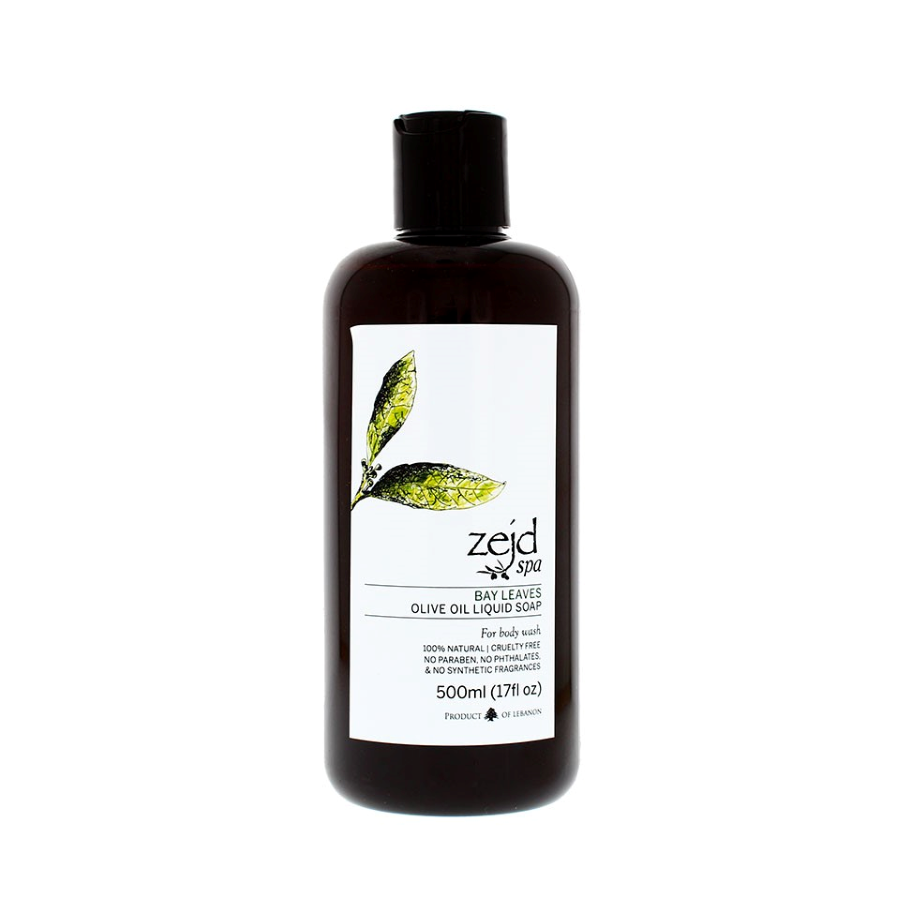 zejd
spa
BAY LEAVES
OLIVE OIL LIQUID SOAP
For body wash
100% NATURAL | CRUELTY FREE
NO PARABEN, NO PHTHALATES,
& NO SYNTHETIC FRAGRANCES
500ml (17fl oz)
PRODUCT OF LEBANON